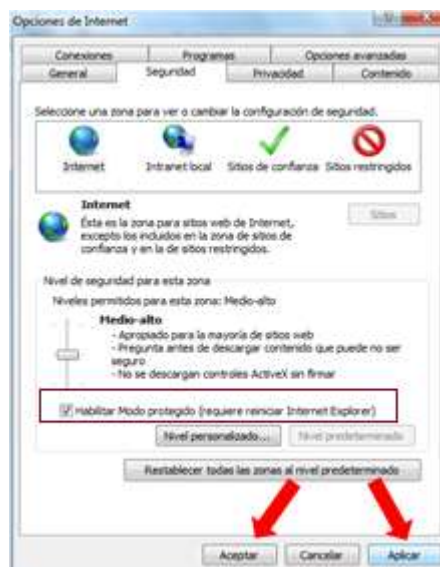 Opciones de Internet
Conexiones Programas Opciones avanzadas
General Seguridad Privacidad Contenido
Seleccione una zona para ver o cambiar la configuración de seguridad.
Internet Intranet local Sitios de confianza Sitios restringidos
Internet
Ésta es la zona para sitios web de Internet,
excepto los incluidos en la zona de sitios de
confianza y en la de sitios restringidos.
Sitios
Nivel de seguridad para esta zona
Niveles permitidos para esta zona: Medio-alto
Medio-alto
- Apropiado para la mayoría de sitios web
- Pregunta antes de descargar contenido que puede no ser
seguro
- No se descargan controles ActiveX sin firmar
Habilitar Modo protegido (requiere reiniciar Internet Explorer)
Nivel personalizado... Nivel predeterminado
Restablecer todas las zonas al nivel predeterminado
Aceptar Cancelar Aplicar